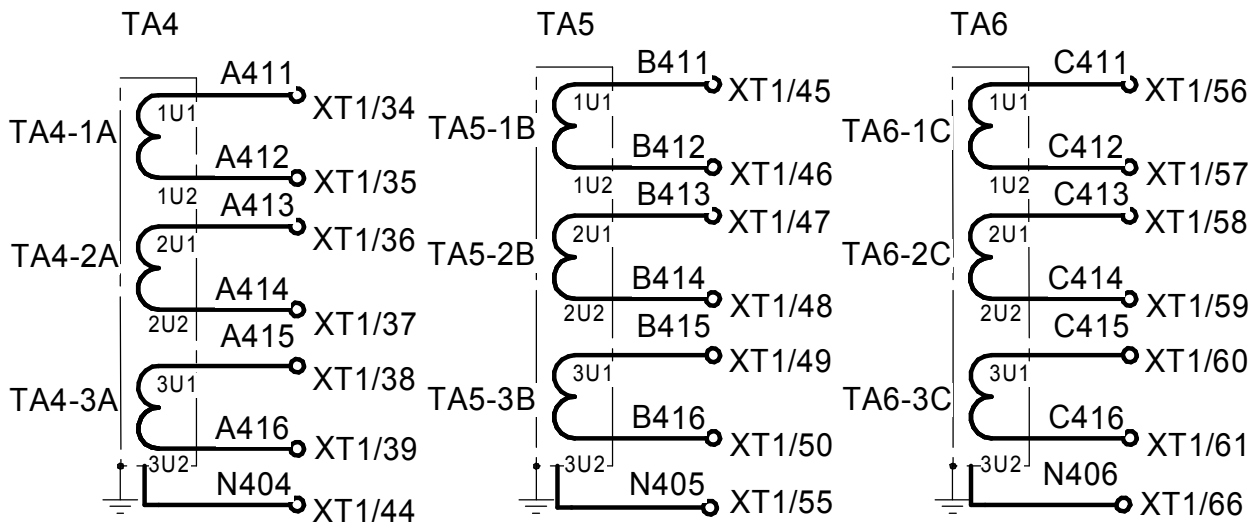 TA4
A411
1U1
XT1/34
TA4-1A
A412
1U2
XT1/35
A413
2U1
XT1/36
TA4-2A
A414
2U2
XT1/37
A415
3U1
XT1/38
TA4-3A
A416
3U2
XT1/39
N404
XT1/44
TA5
B411
1U1
XT1/45
TA5-1B
B412
1U2
XT1/46
B413
2U1
XT1/47
TA5-2B
B414
2U2
XT1/48
B415
3U1
XT1/49
TA5-3B
B416
3U2
XT1/50
N405
XT1/55
TA6
C411
1U1
XT1/56
TA6-1C
C412
1U2
XT1/57
C413
2U1
XT1/58
TA6-2C
C414
2U2
XT1/59
C415
3U1
XT1/60
TA6-3C
C416
3U2
XT1/61
N406
XT1/66